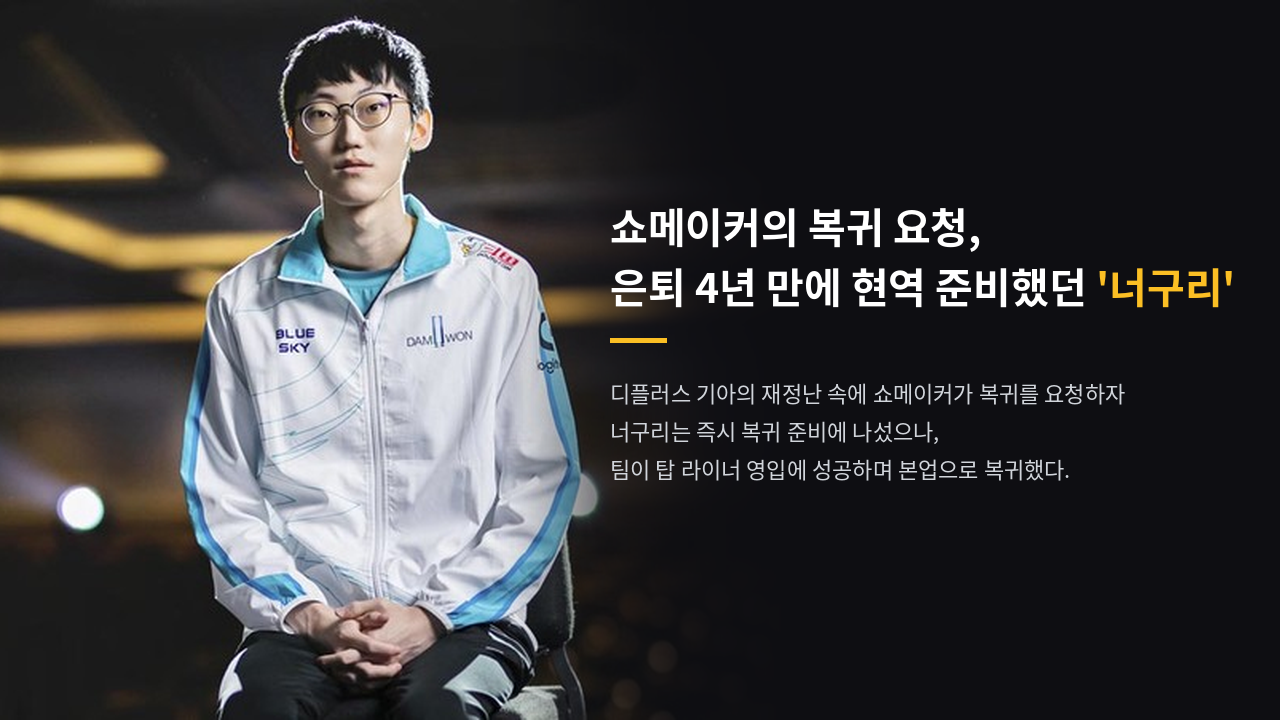 쇼메이커의 복귀 요청,
은퇴 4년 만에 현역 준비했던 '너구리'
디플러스 기아의 재정난 속에 쇼메이커가 복귀를 요청하자
너구리는 즉시 복귀 준비에 나섰으나,
팀이 탑 라이너 영입에 성공하며 본업으로 복귀했다.
BLUE
SKY
DAMWON